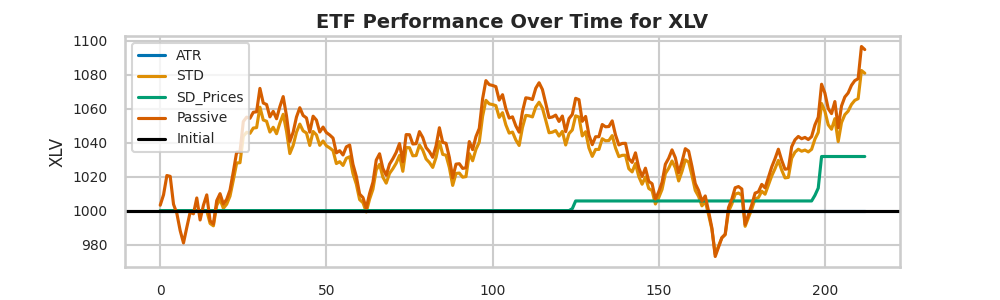 ETF Performance Over Time for XLV
1100
1080
1060
1040
1020
1000
980
XLV
ATR
STD
SD_Prices
Passive
Initial
0
50
100
150
200